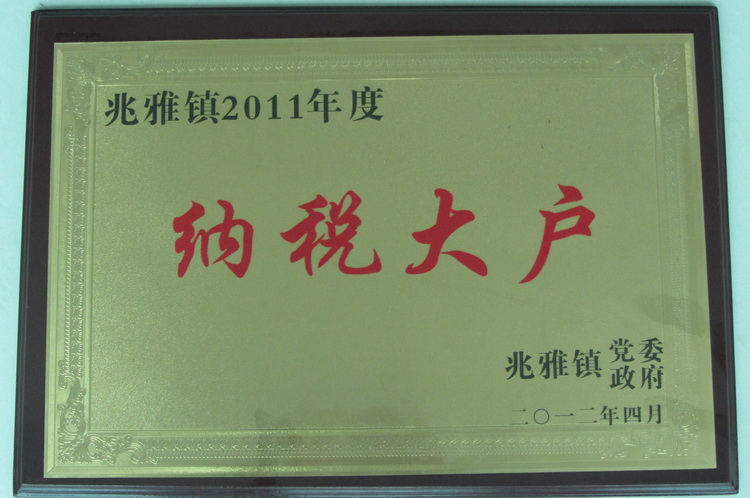 兆雅镇2011年度
纳税大户
兆雅镇党委
政府
二〇一二年四月